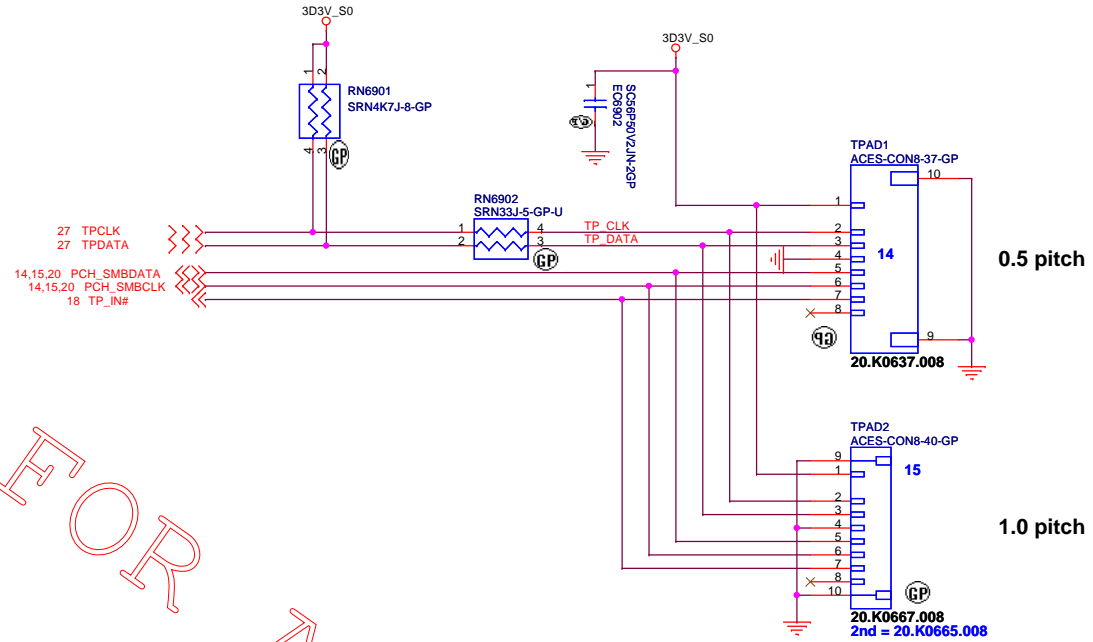 3D3V_S0
1
2
RN6901
SRN4K7J-8-GP
4
3
GP
3D3V_S0
1
SC56P50V2JN-2GP
EC6902
GP
RN6902
SRN33J-5-GP-U
1
2
4
3
GP
27 TPCLK
27 TPDATA
TP_CLK
TP_DATA
14,15,20 PCH_SMBDATA
14,15,20 PCH_SMBCLK
18 TP_IN#
TPAD1
ACES-CON8-37-GP
10
1
2
3
4
5
6
7
8
14
9
GP
20.K0637.008
0.5 pitch
TPAD2
ACES-CON8-40-GP
9
1
15
2
3
4
5
6
7
8
10
GP
20.K0667.008
2nd = 20.K0665.008
1.0 pitch
FOR